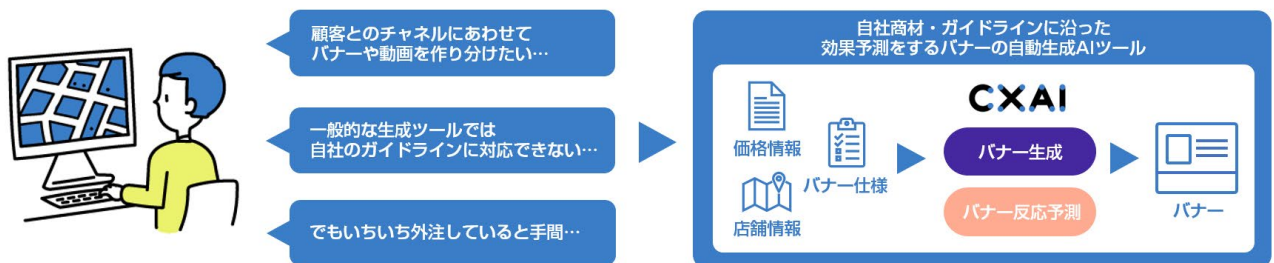 顧客とのチャネルにあわせて
バナーや動画を作り分けたい…
一般的な生成ツールでは
自社のガイドラインに対応できない…
でもいちいち外注していると手間…
自社商材・ガイドラインに沿った
効果予測をするバナーの自動生成AIツール
価格情報
店舗情報
バナー仕様
CXAI
バナー生成
バナー反応予測
バナー